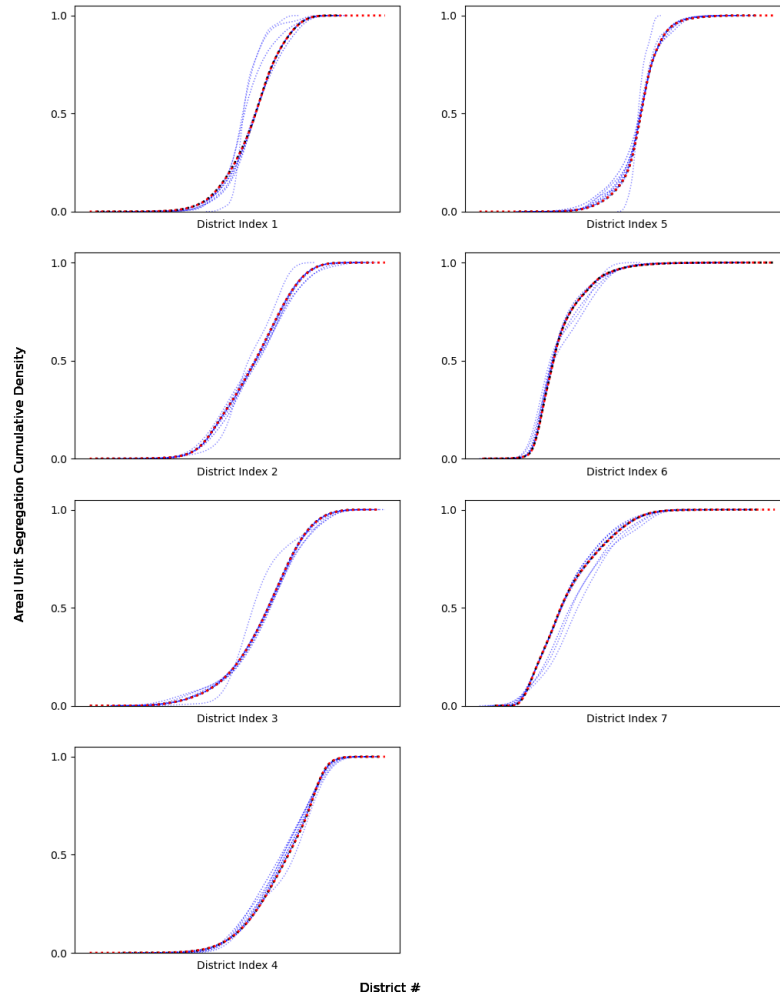 1.0
0.5
0.0
District Index 1
1.0
0.5
0.0
District Index 5
1.0
0.5
0.0
District Index 2
1.0
0.5
0.0
District Index 6
1.0
0.5
0.0
District Index 3
1.0
0.5
0.0
District Index 7
1.0
0.5
0.0
District Index 4
Areal Unit Segregation Cumulative Density
District #